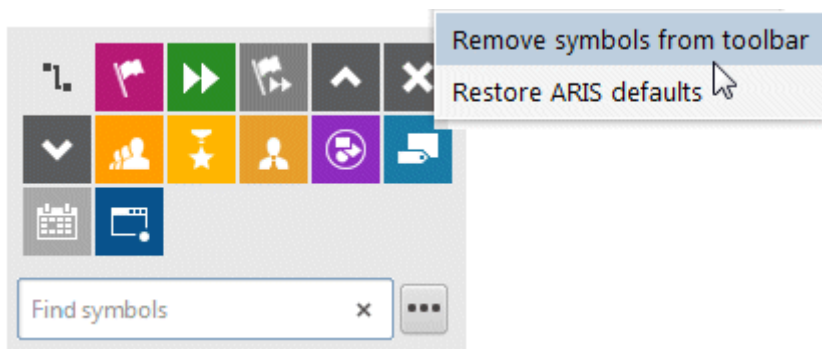 Remove symbols from toolbar
Restore ARIS defaults
Find symbols